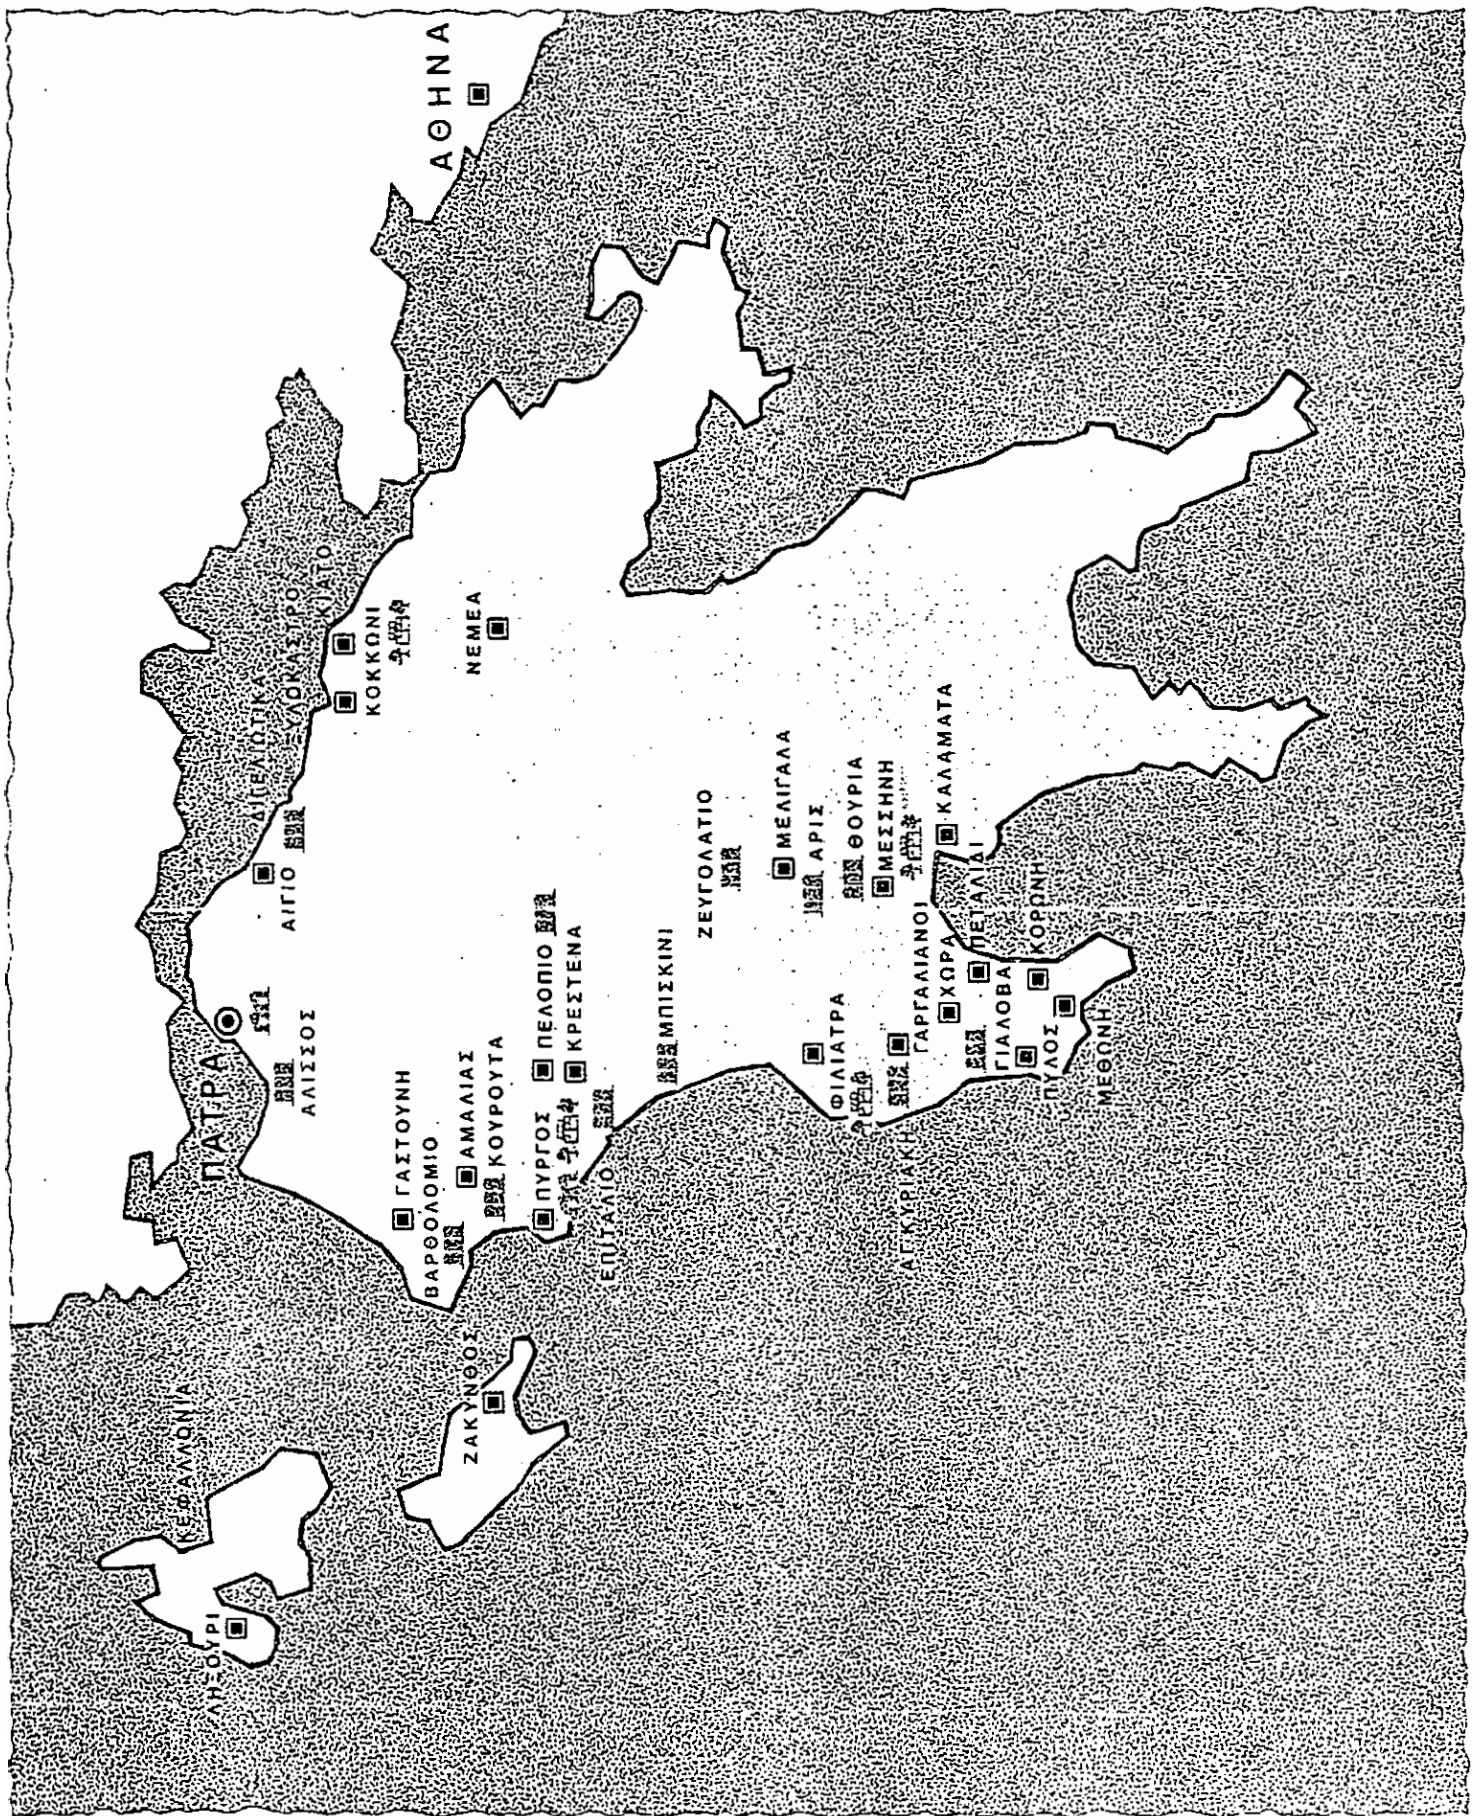 ΑΘΗΝΑ
ΚΕΦΑΛΛΟΝΙΑ
ΛΗΞΟΥΡΙ
ΖΑΚΥΝΘΟΣ
ΠΑΤΡΑ
ΑΛΙΣΣΟΣ
ΑΙΓΙΟ
ΔΙΓΕΛΙΩΤΙΚΑ
ΞΥΛΟΚΑΣΤΡΟ
ΚΙΑΤΟ
ΚΟΚΚΩΝΙ
ΝΕΜΕΑ
ΓΑΣΤΟΥΝΗ
ΒΑΡΘΟΛΟΜΙΟ
ΑΜΑΛΙΑΣ
ΚΟΥΡΟΥΤΑ
ΠΥΡΓΟΣ
ΠΕΛΟΠΙΟ
ΚΡΕΣΤΕΝΑ
ΕΠΙΤΑΛΙΟ
ΜΠΙΣΚΙΝΙ
ΖΕΥΓΟΛΑΤΙΟ
ΜΕΛΙΓΑΛΑ
ΑΡΙΣ
ΘΟΥΡΙΑ
ΜΕΣΣΗΝΗ
ΚΑΛΑΜΑΤΑ
ΦΙΛΙΑΤΡΑ
ΑΓ. ΚΥΡΙΑΚΗ
ΓΑΡΓΑΛΙΑΝΟΙ
ΧΩΡΑ
ΠΕΤΑΛΙΔΙ
ΓΙΑΛΟΒΑ
ΚΟΡΩΝΗ
ΠΥΛΟΣ
ΜΕΘΩΝΗ